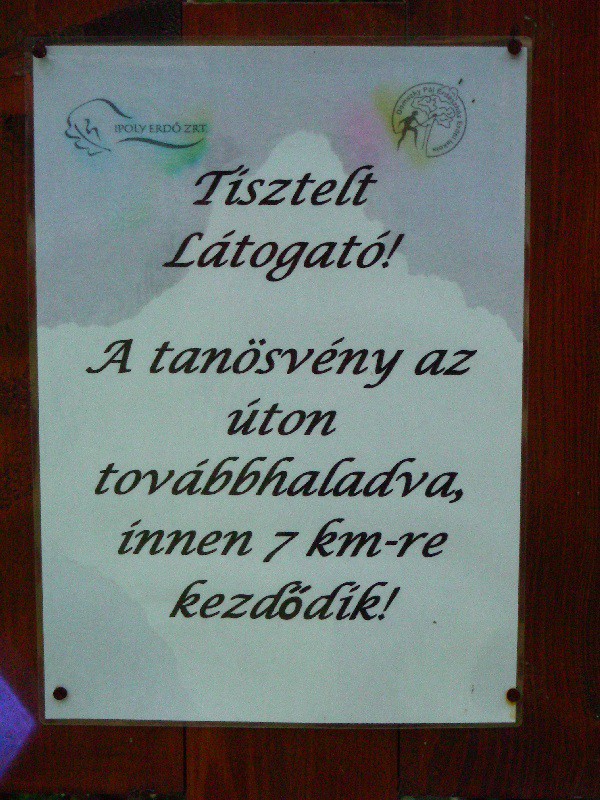 IPOLY ERDŐ ZRT.
Tisztelt
Látogató!
A tanösvény az
úton
továbbhaladva,
innen 7 km-re
kezdődik!